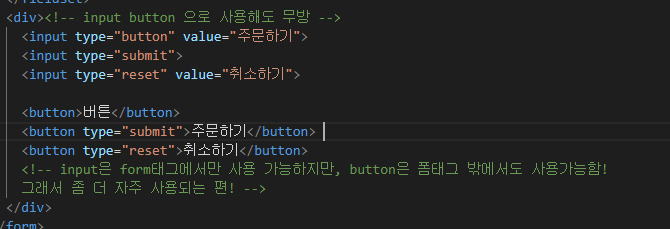 </fieldset>
<div><!-- input button 으로 사용해도 무방 -->
<input type="button" value="주문하기">
<input type="submit">
<input type="reset" value="취소하기">
<button>버튼</button>
<button type="submit">주문하기</button>
<button type="reset">취소하기</button>
<!-- input은 form태그에서만 사용 가능하지만, button은 폼태그 밖에서도 사용가능함!
그래서 좀 더 자주 사용되는 편! -->
</div>
/form>